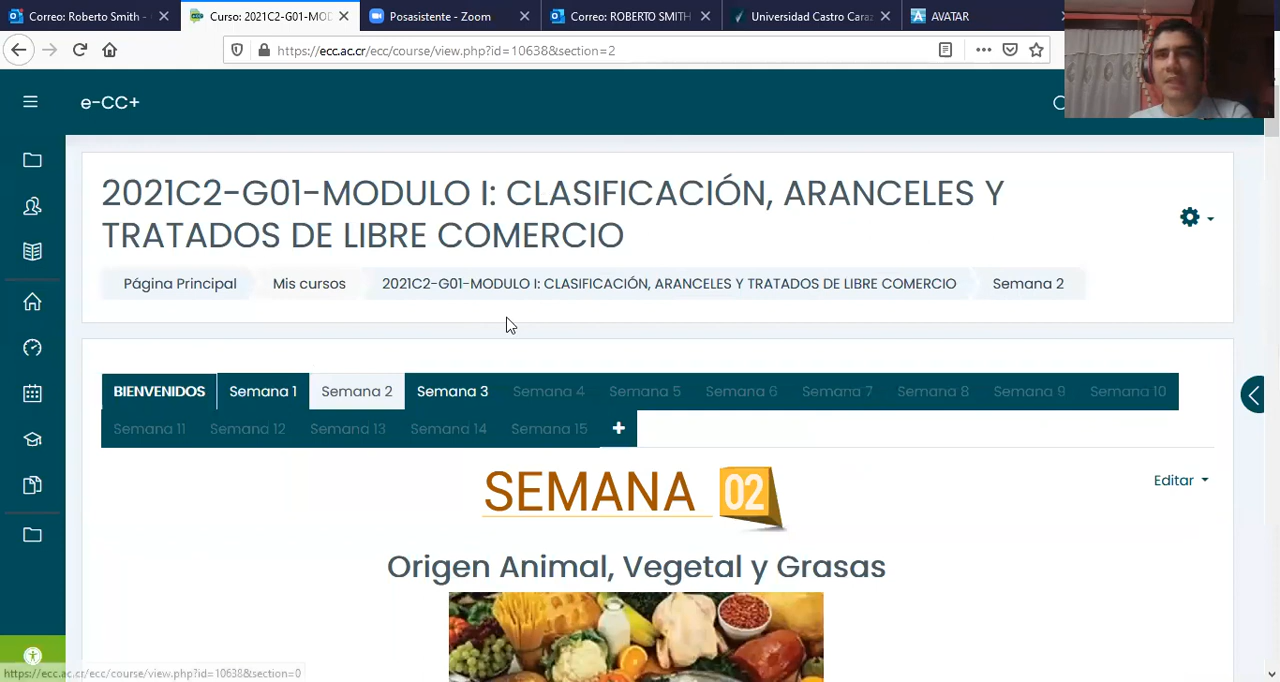 Correo: Roberto Smith -
Curso: 2021C2-G01-MOD
Posasistente - Zoom
Correo: ROBERTO SMITH
Universidad Castro Caraz
AVATAR
https://ecc.ac.cr/ecc/course/view.php?id=10638&section=2
e-CC+
2021C2-G01-MODULO I: CLASIFICACIÓN, ARANCELES Y
TRATADOS DE LIBRE COMERCIO
Página Principal
Mis cursos
2021C2-G01-MODULO I: CLASIFICACIÓN, ARANCELES Y TRATADOS DE LIBRE COMERCIO
Semana 2
BIENVENIDOS Semana 1 Semana 2 Semana 3 Semana 4 Semana 5 Semana 6 Semana 7 Semana 8 Semana 9 Semana 10
Semana 11 Semana 12 Semana 13 Semana 14 Semana 15 +
SEMANA 02
Editar
Origen Animal, Vegetal y Grasas
https://ecc.ac.cr/ecc/course/view.php?id=10638&section=0